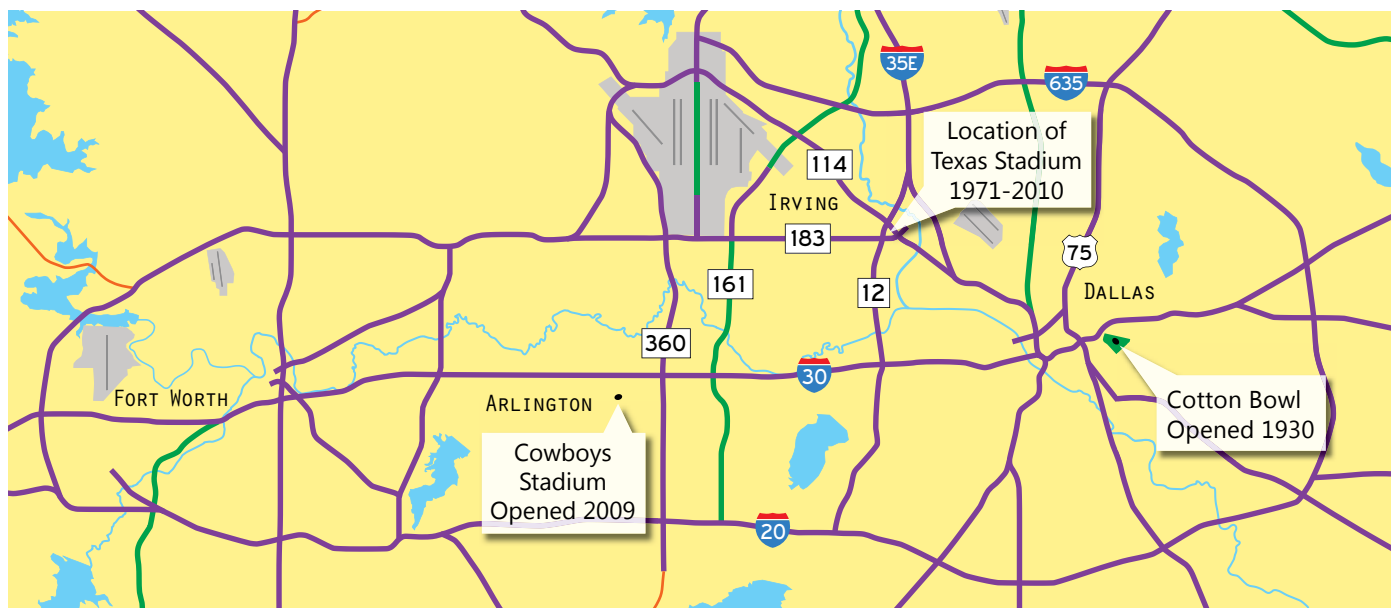 35E
635
Location of
Texas Stadium
1971-2010
114
IRVING
183
75
161
12
DALLAS
360
30
FORT WORTH
ARLINGTON
Cotton Bowl
Opened 1930
Cowboys
Stadium
Opened 2009
20